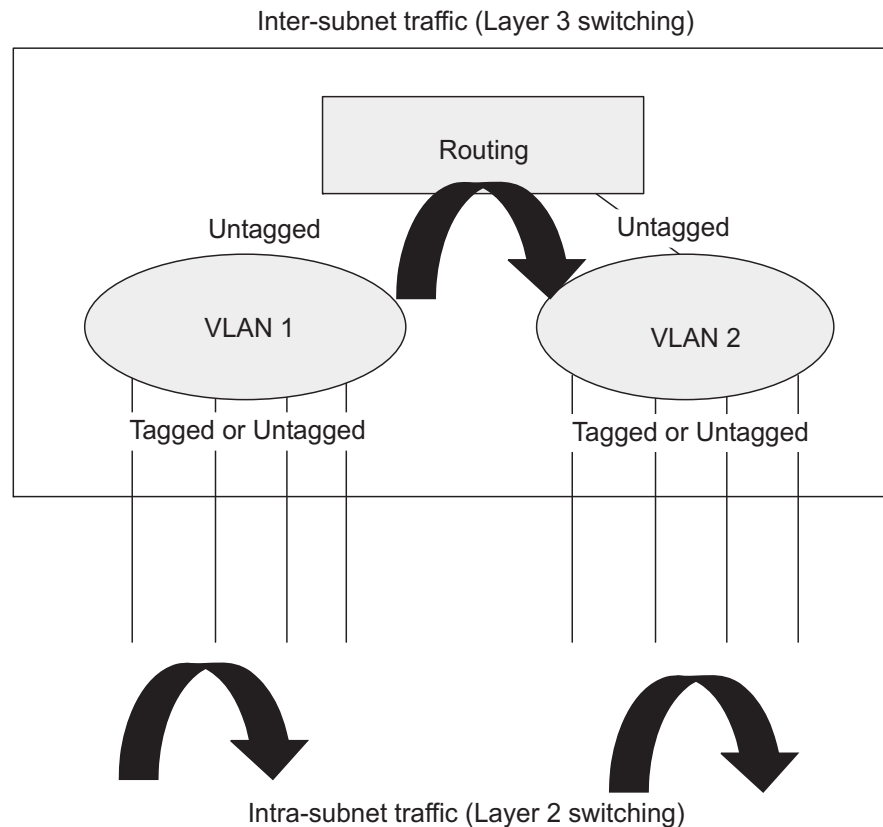 Inter-subnet traffic (Layer 3 switching)
Routing
Untagged
Untagged
VLAN 1
VLAN 2
Tagged or Untagged
Tagged or Untagged
Intra-subnet traffic (Layer 2 switching)